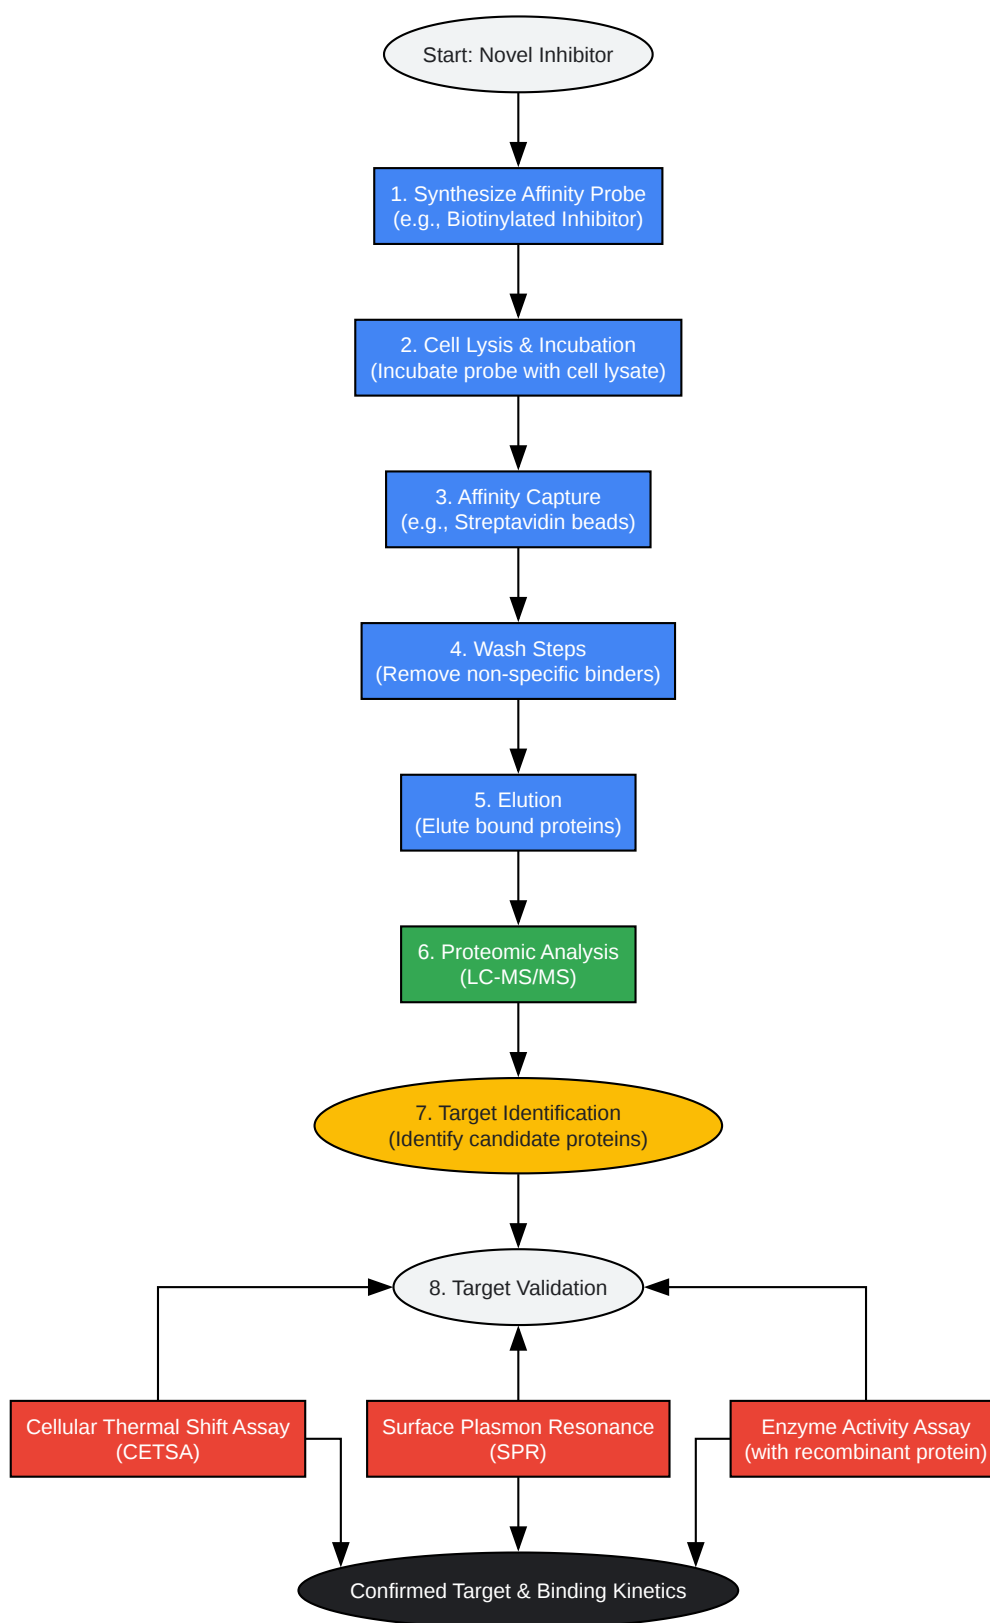 Start: Novel Inhibitor
1. Synthesize Affinity Probe
(e.g., Biotinylated Inhibitor)
2. Cell Lysis & Incubation
(Incubate probe with cell lysate)
3. Affinity Capture
(e.g., Streptavidin beads)
4. Wash Steps
(Remove non-specific binders)
5. Elution
(Elute bound proteins)
6. Proteomic Analysis
(LC-MS/MS)
7. Target Identification
(Identify candidate proteins)
8. Target Validation
Cellular Thermal Shift Assay
(CETSA)
Surface Plasmon Resonance
(SPR)
Enzyme Activity Assay
(with recombinant protein)
Confirmed Target & Binding Kinetics